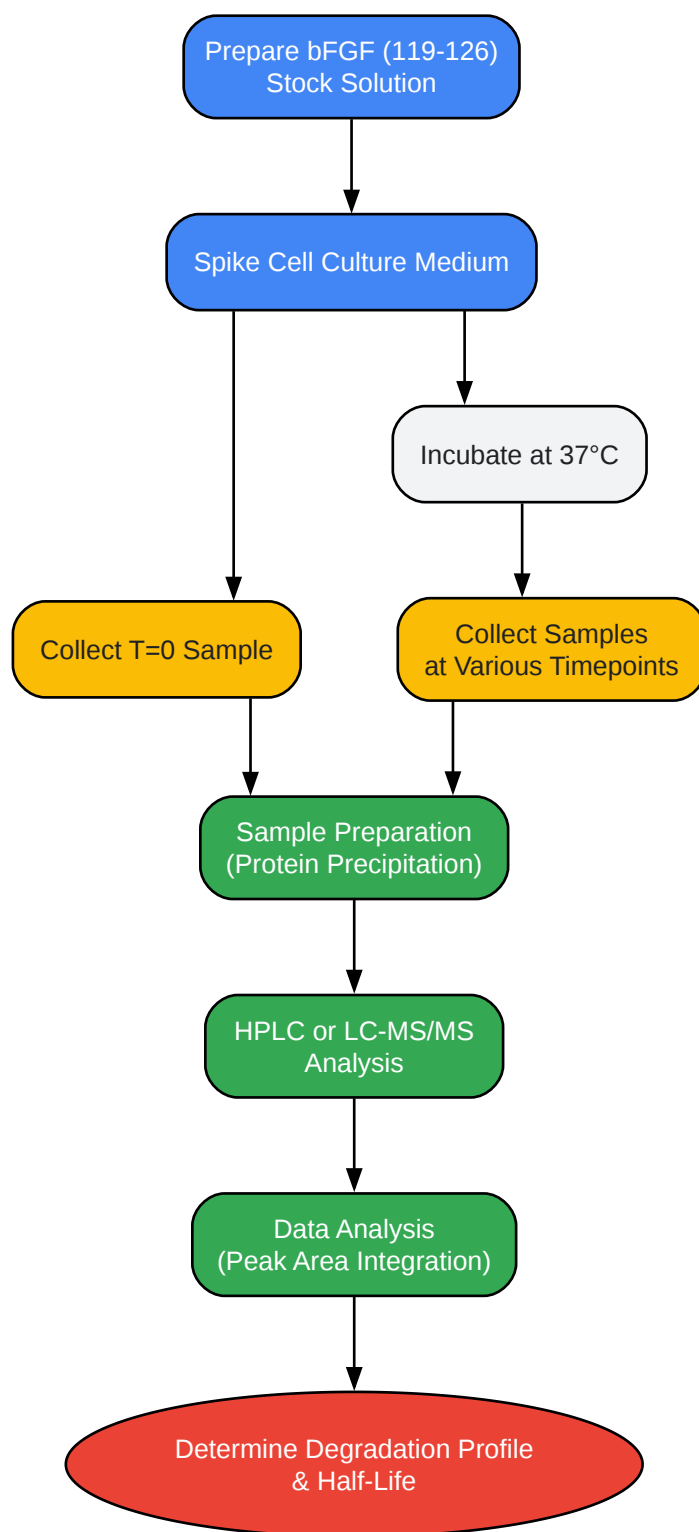 Prepare bFGF (119-126)
Stock Solution
Spike Cell Culture Medium
Incubate at 37°C
Collect T=0 Sample
Collect Samples
at Various Timepoints
Sample Preparation
(Protein Precipitation)
HPLC or LC-MS/MS
Analysis
Data Analysis
(Peak Area Integration)
Determine Degradation Profile
& Half-Life